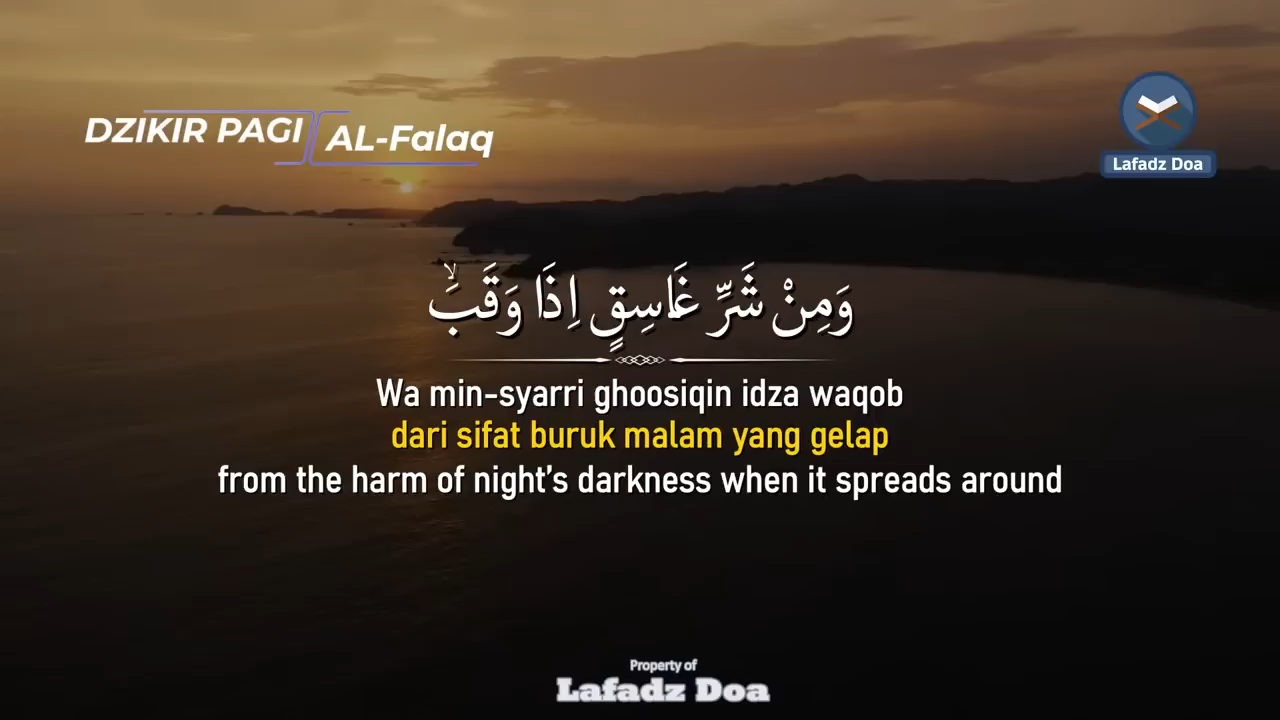 DZIKIR PAGI
AL-Falaq
Lafadz Doa
وَمِنْ شَرِّ غَاسِقٍ اِذَا وَقَبَۙ
Wa min-syarri ghoosiqin idza waqob
dari sifat buruk malam yang gelap
from the harm of night's darkness when it spreads around
Property of
Lafadz Doa